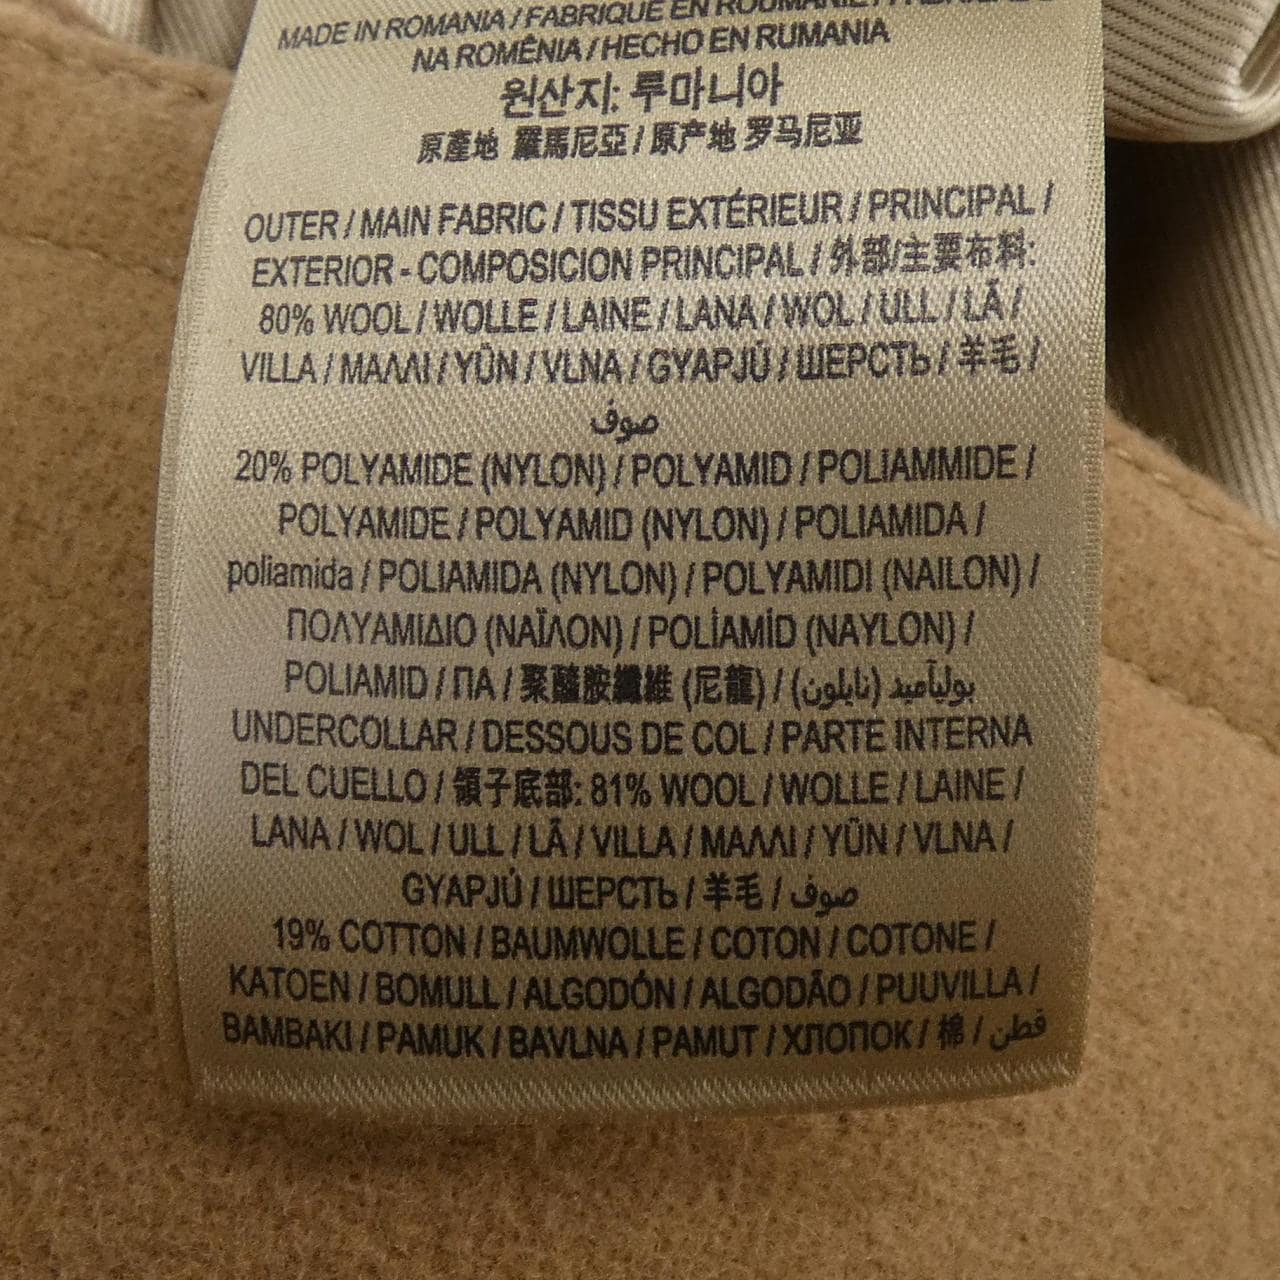 MADE IN ROMANIA / FABRIQUE EN ROUMANIE /
NA ROMÊNIA / HECHO EN RUMANIA
원산지: 루마니아
原產地 羅馬尼亞 / 原产地 罗马尼亚
OUTER / MAIN FABRIC / TISSU EXTÉRIEUR / PRINCIPAL /
EXTERIOR - COMPOSICION PRINCIPAL / 外部/主要布料:
80% WOOL / WOLLE / LAINE / LANA / WOL / ULL / LÃ /
VILLA / ΜΑΛΛΙ / YÜN / VLNA / GYAPJÚ / ШЕРСТЬ / 羊毛 /
صوف
20% POLYAMIDE (NYLON) / POLYAMID / POLIAMMIDE /
POLYAMIDE / POLYAMID (NYLON) / POLIAMIDA /
poliamida / POLIAMIDA (NYLON) / POLYAMIDI (NAILON) /
ΠΟΛΥΑΜΙΔΙΟ (ΝΑΪΛΟΝ) / POLİAMİD (NAYLON) /
POLIAMID / ПА / 聚醯胺纖維 (尼龍) / بوليآميد (نايلون)
UNDERCOLLAR / DESSOUS DE COL / PARTE INTERNA
DEL CUELLO / 領子底部: 81% WOOL / WOLLE / LAINE /
LANA / WOL / ULL / LÃ / VILLA / ΜΑΛΛΙ / YÜN / VLNA /
GYAPJÚ / ШЕРСТЬ / 羊毛 / صوف
19% COTTON / BAUMWOLLE / COTON / COTONE /
KATOEN / BOMULL / ALGODÓN / ALGODÃO / PUUVILLA /
BAMBAKI / PAMUK / BAVLNA / PAMUT / ХЛОПОК / 棉 / قطن